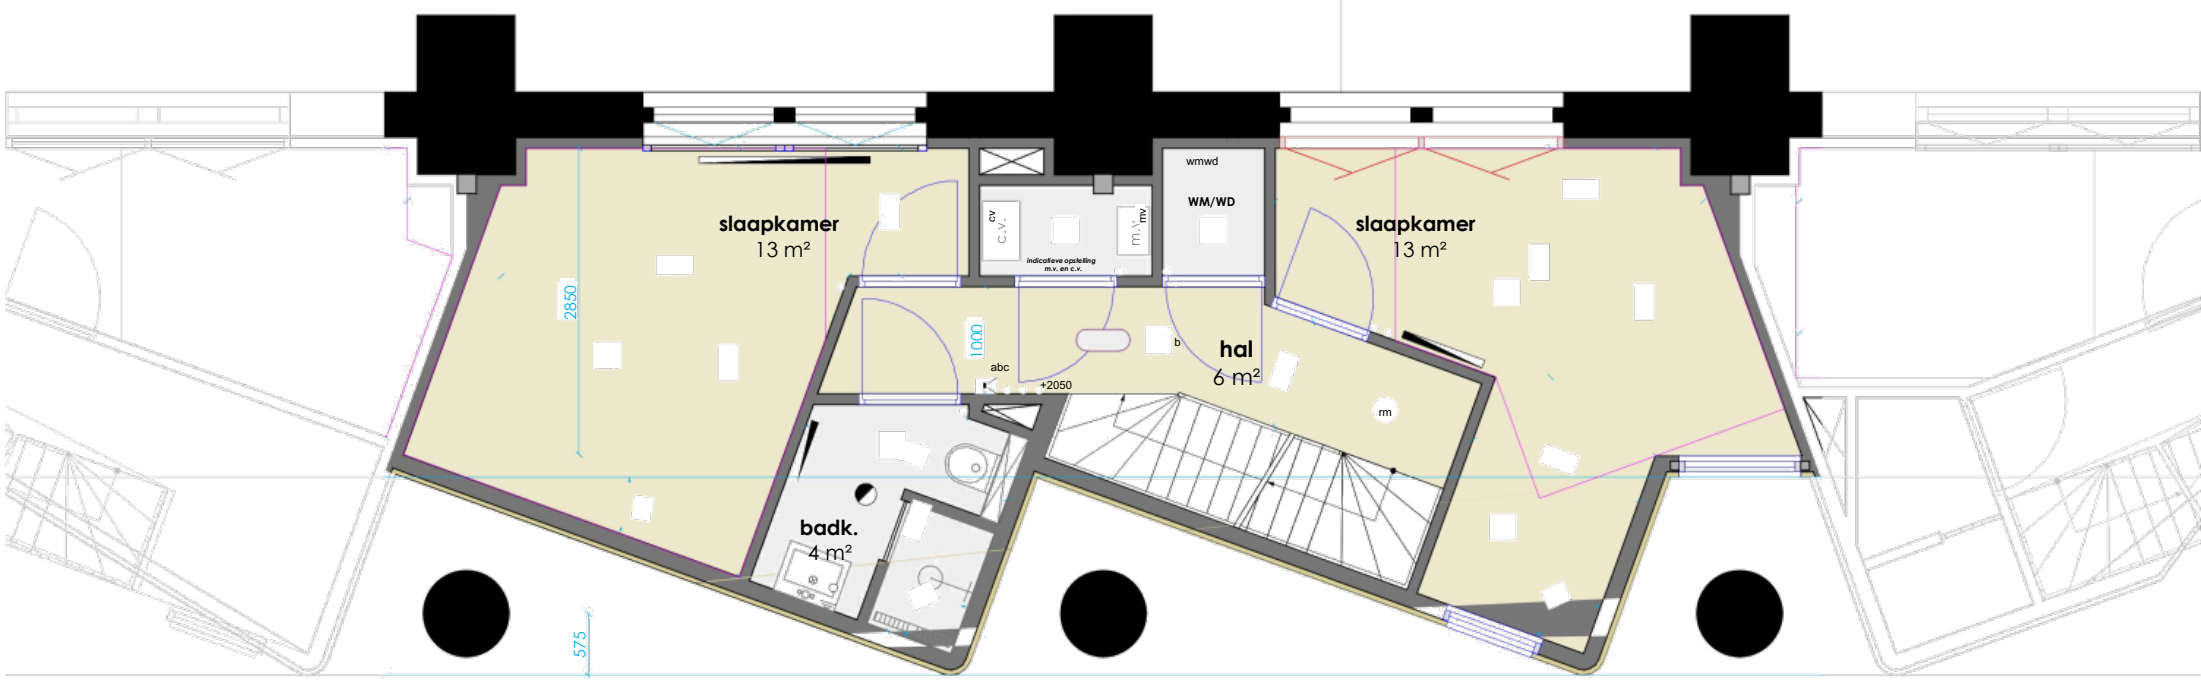 wmwd
WM/WD
cv
c.v.
m.v.
mv
indicatieve opstelling
m.v. en c.v.
slaapkamer
13 m²
slaapkamer
13 m²
2850
1000
b
hal
6 m²
abc
+2050
rm
badk.
4 m²
575